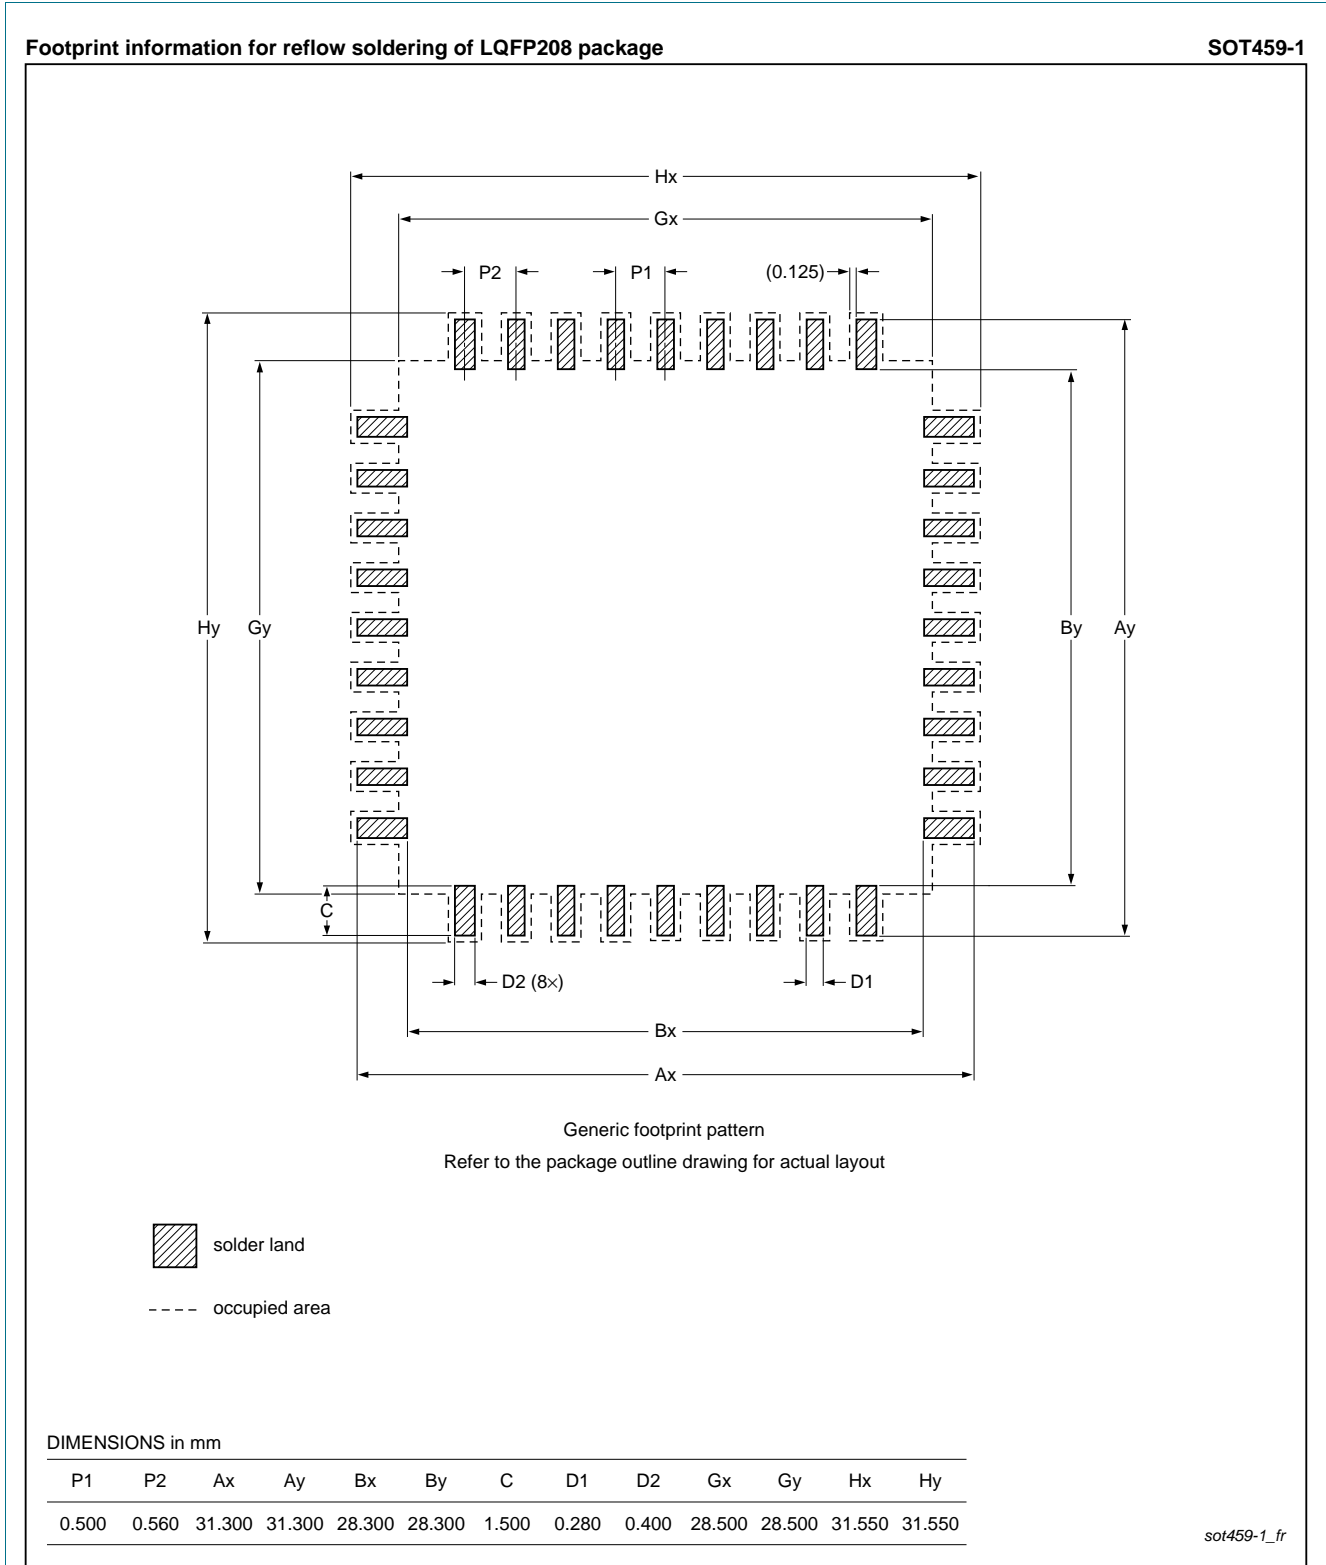 Footprint information for reflow soldering of LQFP208 package SOT459-1
Hx
Gx
P2 P1 (0.125)
Hy Gy By Ay
C
D2 (8×) D1
Bx
Ax
Generic footprint pattern
Refer to the package outline drawing for actual layout
solder land
occupied area
DIMENSIONS in mm
P1 P2 Ax Ay Bx By C D1 D2 Gx Gy Hx Hy
0.500 0.560 31.300 31.300 28.300 28.300 1.500 0.280 0.400 28.500 28.500 31.550 31.550
sot459-1_fr